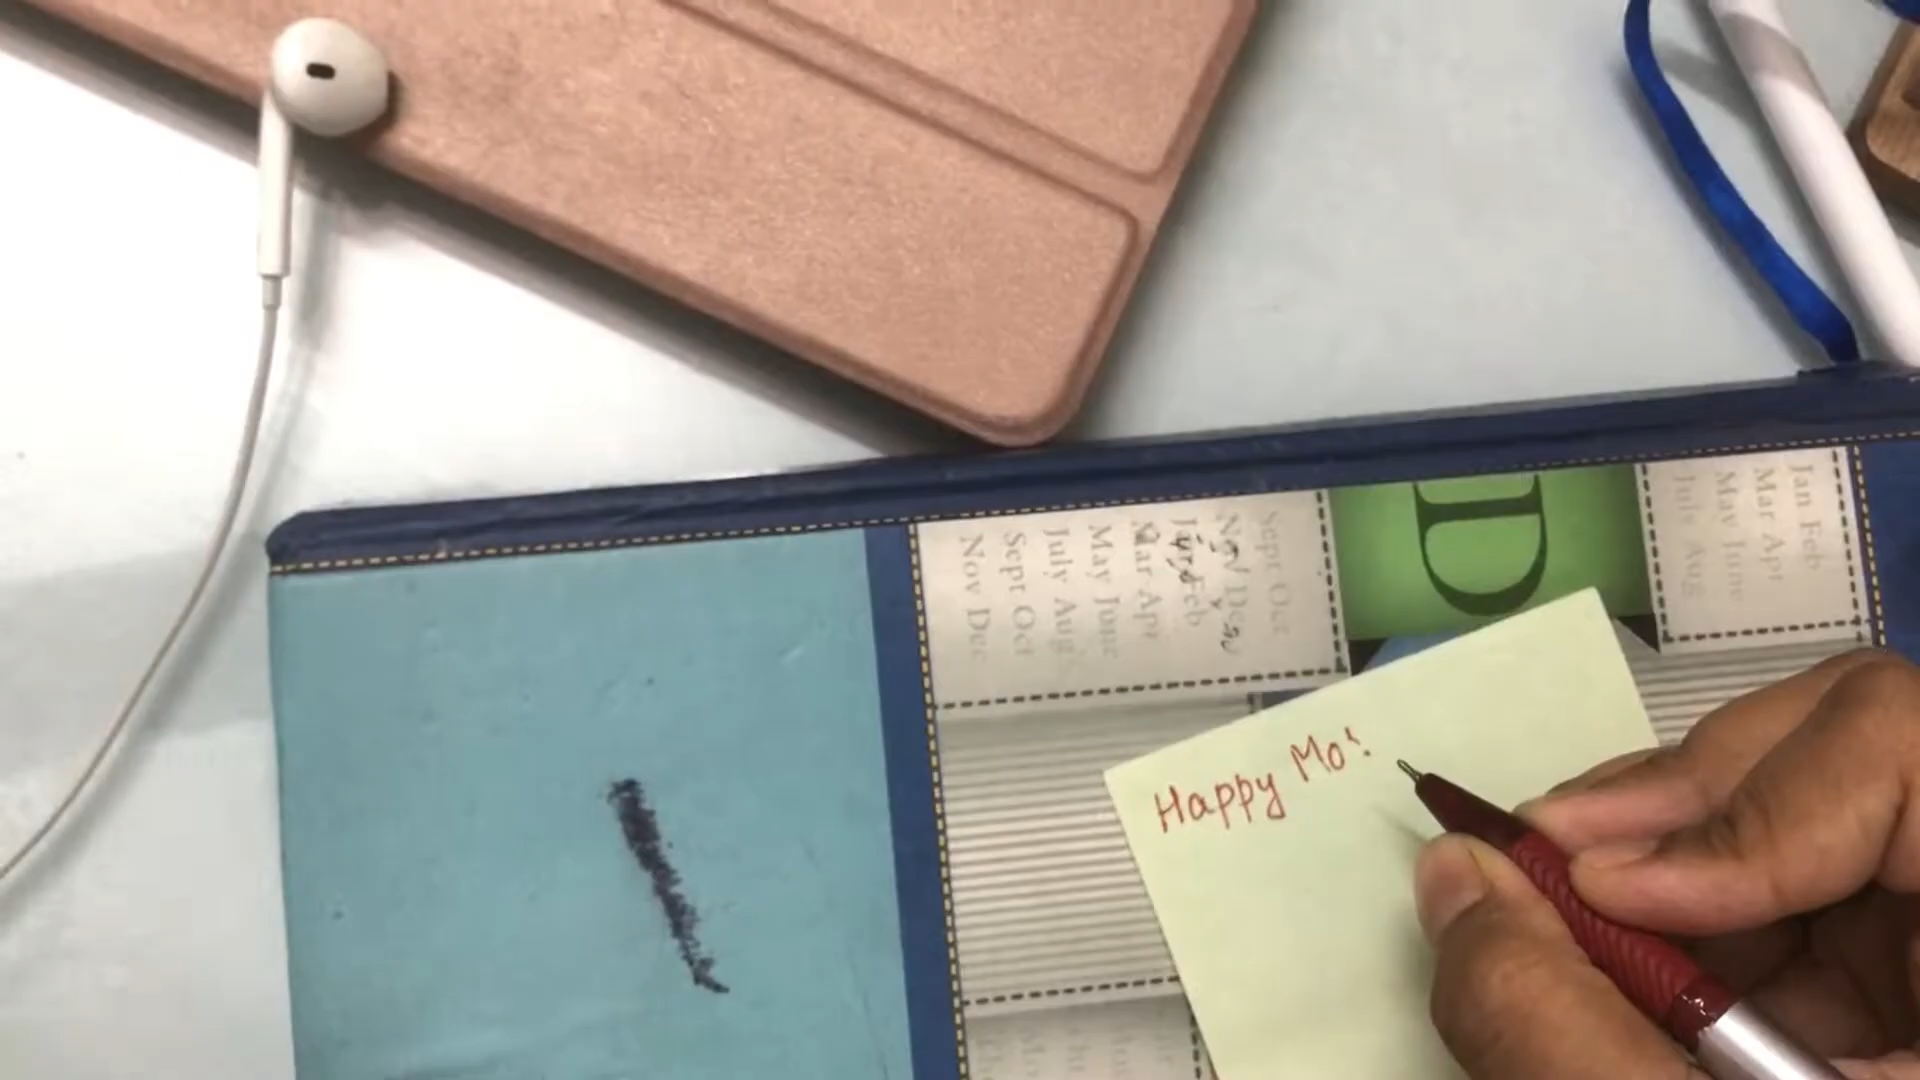 Happy Mo
D
Sept Oct
Nov Dec
Jan Feb
Mar Apr
May June
July Aug
Sept Oct
Nov Dec
Jan Feb
Mar Apr
May June
July Aug